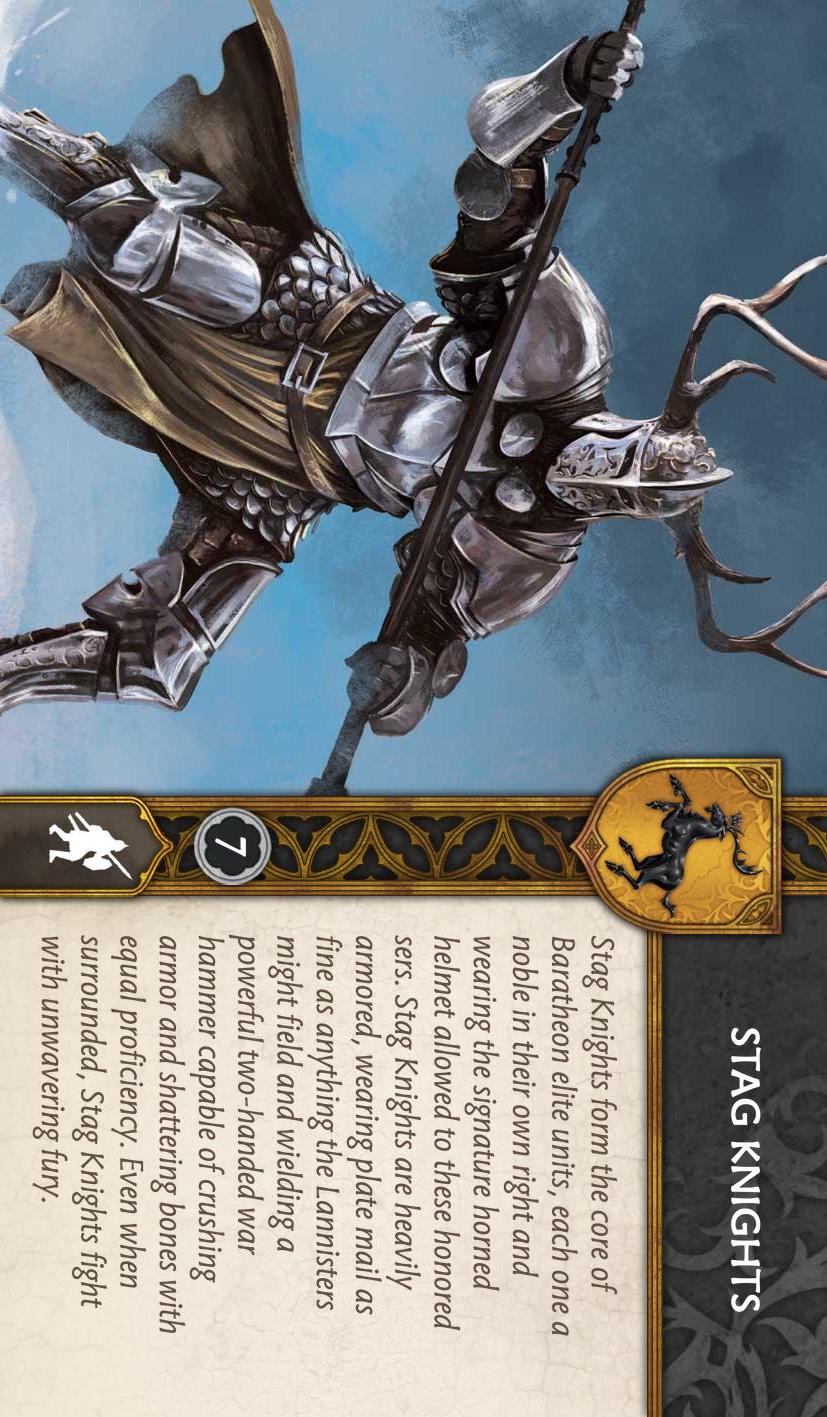 STAG KNIGHTS
Stag Knights form the core of
Baratheon elite units, each one a
noble in their own right and
wearing the signature horned
helmet allowed to these honored
sers. Stag Knights are heavily
armored, wearing plate mail as
fine as anything the Lannisters
might field and wielding a
powerful two-handed war
hammer capable of crushing
armor and shattering bones with
equal proficiency. Even when
surrounded, Stag Knights fight
with unwavering fury.
7